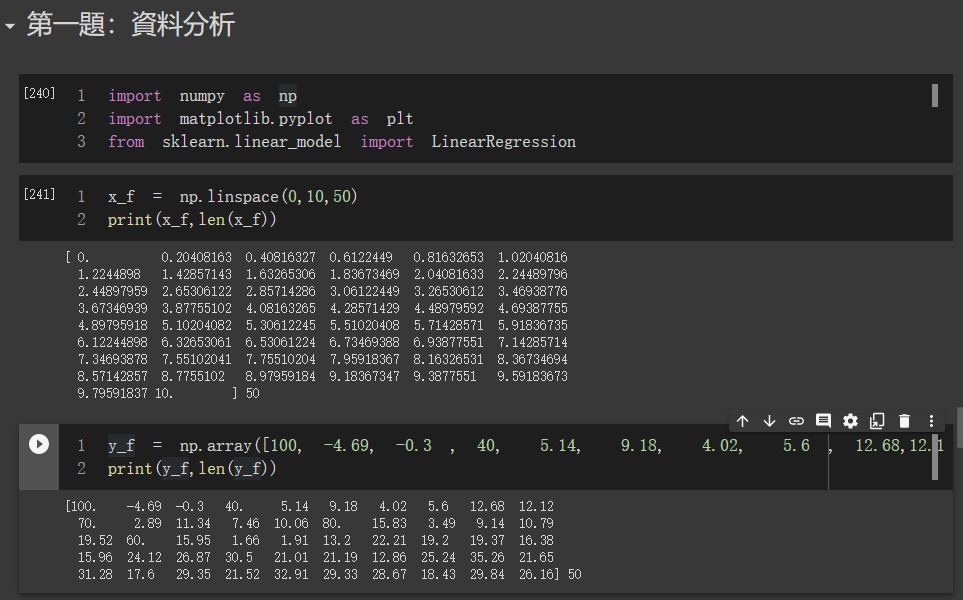 第一題：資料分析
[240]
1 import numpy as np
2 import matplotlib.pyplot as plt
3 from sklearn.linear_model import LinearRegression
[241]
1 x_f = np.linspace(0,10,50)
2 print(x_f,len(x_f))
[ 0. 0.20408163 0.40816327 0.6122449 0.81632653 1.02040816
1.2244898 1.42857143 1.63265306 1.83673469 2.04081633 2.24489796
2.44897959 2.65306122 2.85714286 3.06122449 3.26530612 3.46938776
3.67346939 3.87755102 4.08163265 4.28571429 4.48979592 4.69387755
4.89795918 5.10204082 5.30612245 5.51020408 5.71428571 5.91836735
6.12244898 6.32653061 6.53061224 6.73469388 6.93877551 7.14285714
7.34693878 7.55102041 7.75510204 7.95918367 8.16326531 8.36734694
8.57142857 8.7755102 8.97959184 9.18367347 9.3877551 9.59183673
9.79591837 10. ] 50
1 y_f = np.array([100, -4.69, -0.3 , 40, 5.14, 9.18, 4.02, 5.6 , 12.68,12.1
2 print(y_f,len(y_f))
[100. -4.69 -0.3 40. 5.14 9.18 4.02 5.6 12.68 12.12
70. 2.89 11.34 7.46 10.06 80. 15.83 3.49 9.14 10.79
19.52 60. 15.95 1.66 1.91 13.2 22.21 19.2 19.37 16.38
15.96 24.12 26.87 30.5 21.01 21.19 12.86 25.24 35.26 21.65
31.28 17.6 29.35 21.52 32.91 29.33 28.67 18.43 29.84 26.16] 50